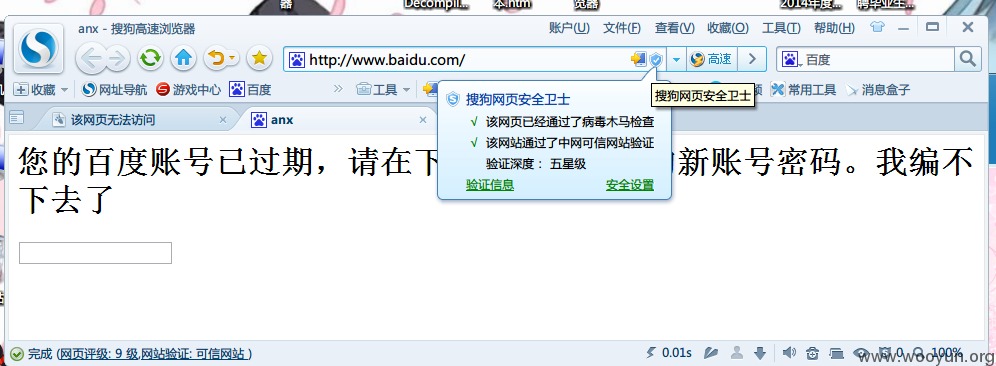 器 Decompil... 本.htm 览器 2014年度... 聘毕业生...
anx - 搜狗高速浏览器 账户(U) 文件(F) 查看(V) 收藏(O) 工具(T) 帮助(H)
http://www.baidu.com/ 高速 百度
收藏 网址导航 游戏中心 百度 工具 频 常用工具 消息盒子
搜狗网页安全卫士
该网页无法访问 anx
搜狗网页安全卫士
√ 该网页已经通过了病毒木马检查
√ 该网站通过了中网可信网站验证
验证深度： 五星级
验证信息 安全设置
您的百度账号已过期，请在下 新账号密码。我编不
下去了
完成 (网页评级: 9 级,网站验证: 可信网站 ) 0.01s 0 100%
www.wooyun.org